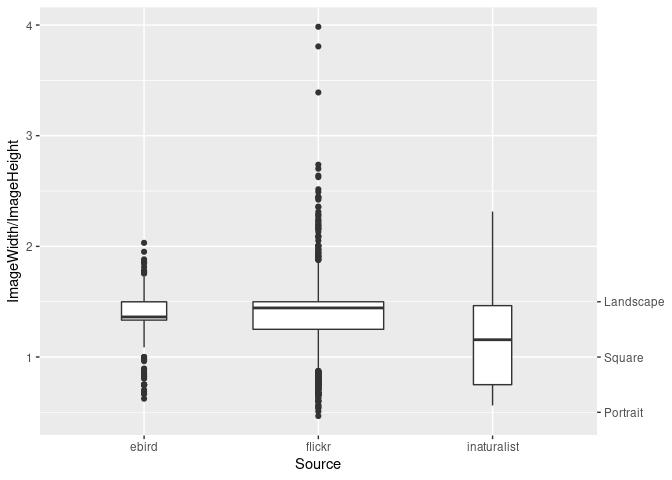 4
3
2
1
ImageWidth/ImageHeight
Landscape
Square
Portrait
ebird
flickr
inaturalist
Source